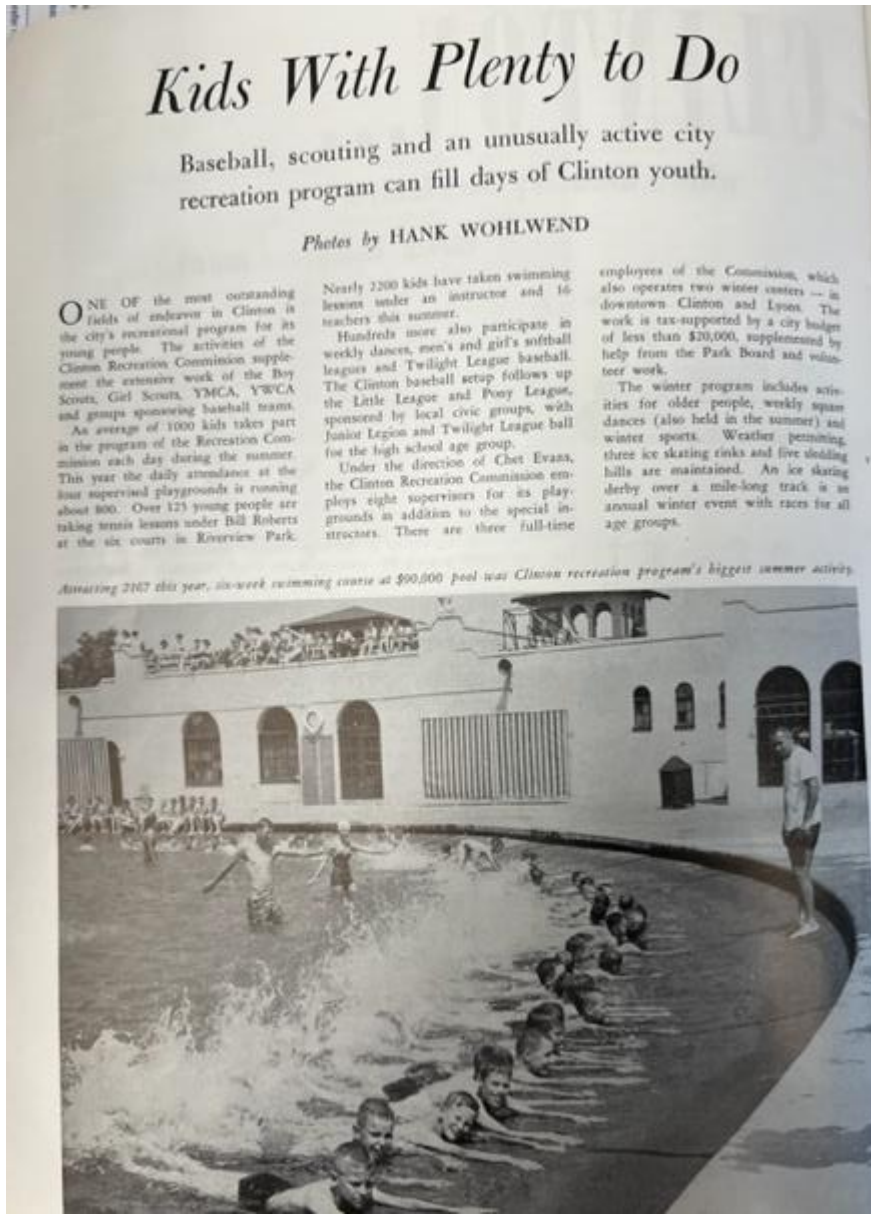 Kids With Plenty to Do
Baseball, scouting and an unusually active city
recreation program can fill days of Clinton youth.
Photos by HANK WOHLWEND
ONE OF the most outstanding
fields of endeavor in Clinton is
the city's recreational program for its
young people. The activities of the
Clinton Recreation Commission supple-
ment the extensive work of the Boy
Scouts, Girl Scouts, YMCA, YWCA
and groups sponsoring baseball teams.
An average of 1000 kids takes part
in the program of the Recreation Com-
mission each day during the summer.
This year the daily attendance at the
four supervised playgrounds is running
about 800. Over 125 young people are
taking tennis lessons under Bill Roberts
at the six courts in Riverview Park.
Nearly 2200 kids have taken swimming
lessons under an instructor and 16
teachers this summer.
Hundreds more also participate in
weekly dances, men's and girl's softball
leagues and Twilight League baseball.
The Clinton baseball setup follows up
the Little League and Pony League,
sponsored by local civic groups, with
Junior Legion and Twilight League ball
for the high school age group.
Under the direction of Chet Evans,
the Clinton Recreation Commission em-
ploys eight supervisors for its play-
grounds in addition to the special in-
structors. There are three full-time
employees of the Commission, which
also operates two winter centers — in
downtown Clinton and Lyons. The
work is tax-supported by a city budget
of less than $20,000, supplemented by
help from the Park Board and volun-
teer work.
The winter program includes activ-
ities for older people, weekly square
dances (also held in the summer) and
winter sports. Weather permitting,
three ice skating rinks and five sledding
hills are maintained. An ice skating
derby over a mile-long track is an
annual winter event with races for all
age groups.
Attracting 2167 this year, six-week swimming course at $90,000 pool was Clinton recreation program's biggest summer activity.